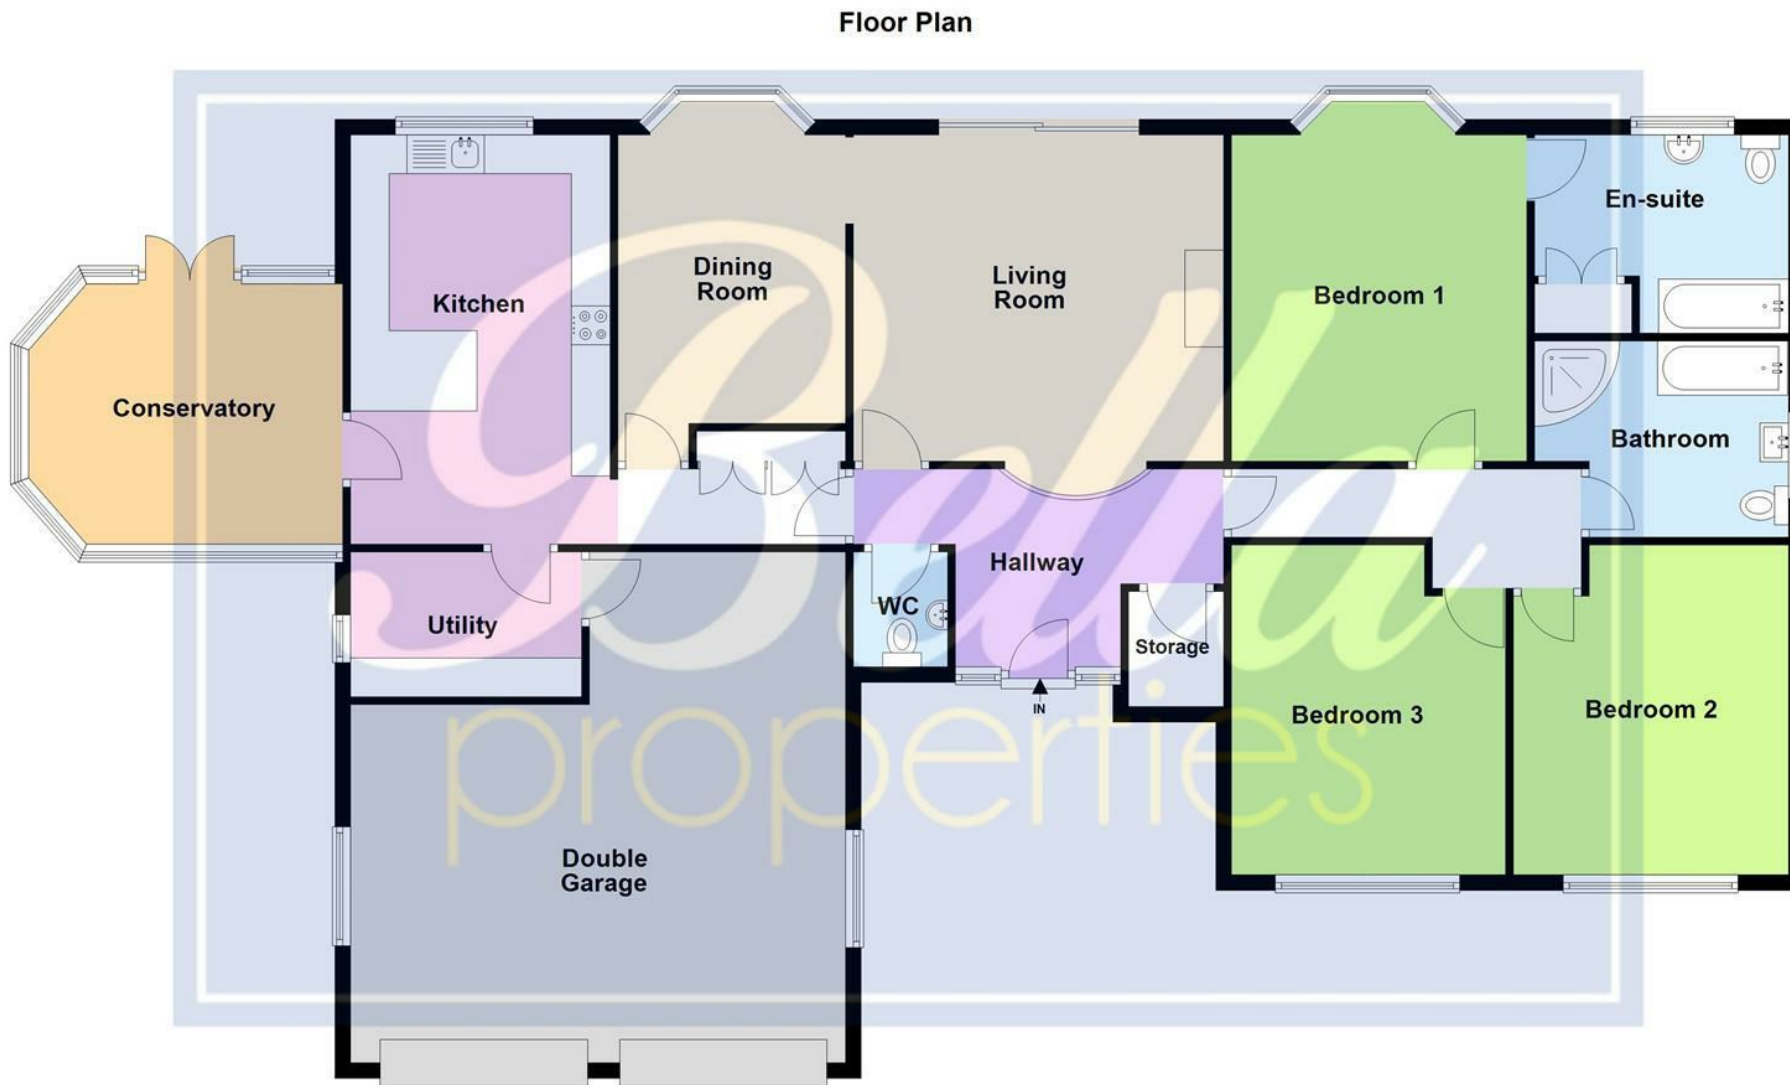 Floor Plan
Dining
Room
Living
Room
Kitchen
Bedroom 1
En-suite
Conservatory
Bathroom
Hallway
WC
Utility
Storage
IN
Bedroom 3
Bedroom 2
Double
Garage
Bella
properties